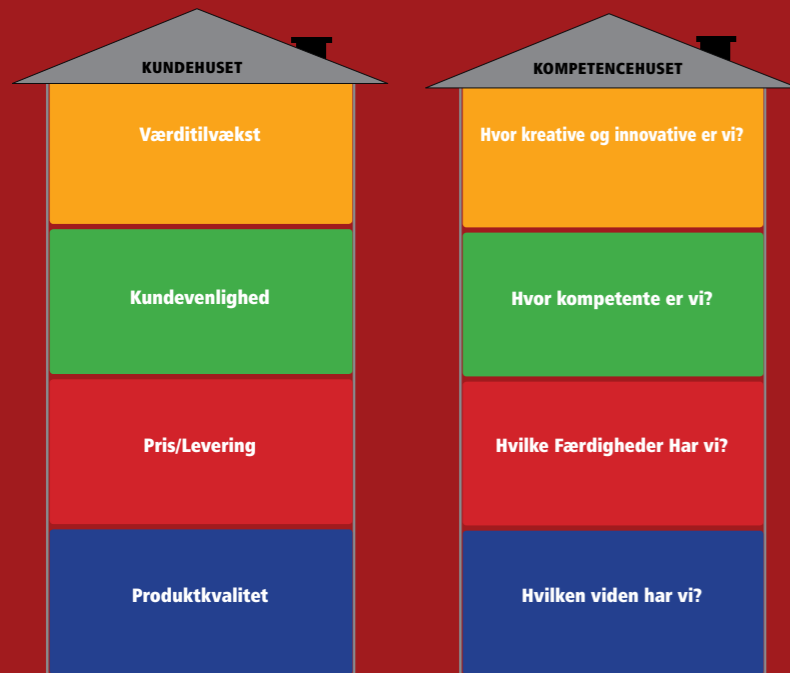 KUNDEHUSET
Værditilvækst
Kundevenlighed
Pris/Levering
Produktkvalitet
KOMPETENCEHUSET
Hvor kreative og innovative er vi?
Hvor kompetente er vi?
Hvilke Færdigheder Har vi?
Hvilken viden har vi?